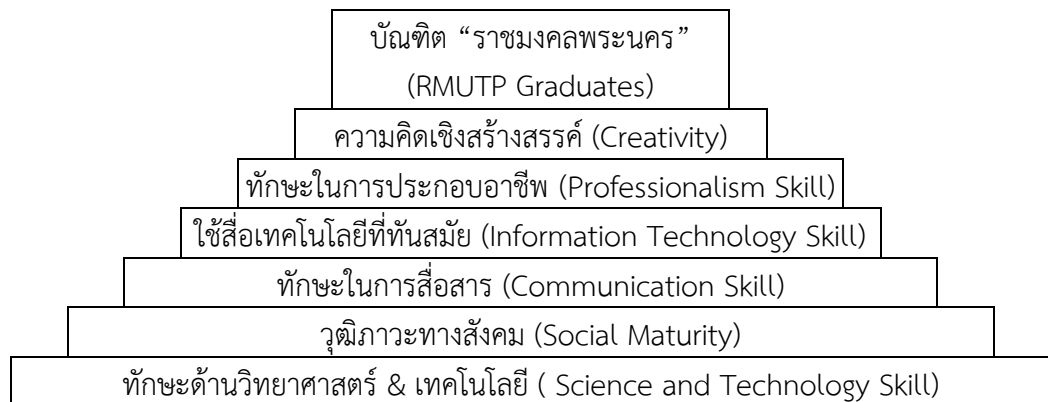 บัณฑิต “ราชมงคลพระนคร”
(RMUTP Graduates)
ความคิดเชิงสร้างสรรค์ (Creativity)
ทักษะในการประกอบอาชีพ (Professionalism Skill)
ใช้สื่อเทคโนโลยีที่ทันสมัย (Information Technology Skill)
ทักษะในการสื่อสาร (Communication Skill)
วุฒิภาวะทางสังคม (Social Maturity)
ทักษะด้านวิทยาศาสตร์ & เทคโนโลยี ( Science and Technology Skill)